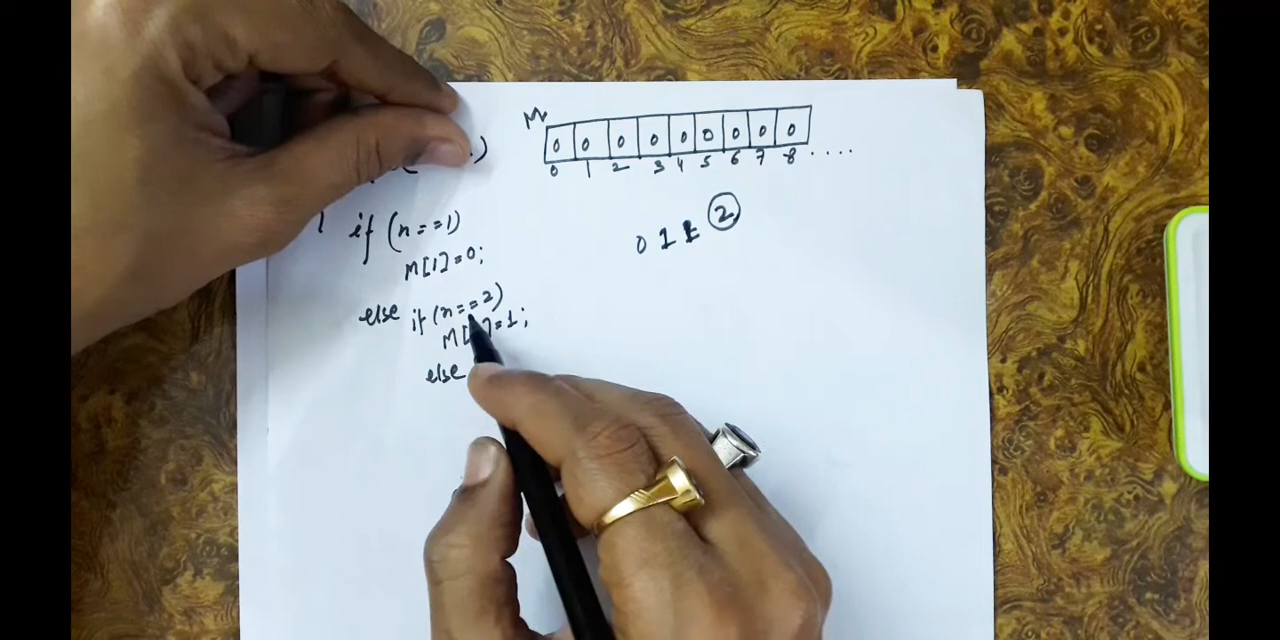 M
0 0 0 0 0 0 0 0 0
0 1 2 3 4 5 6 7 8 ....
)
if (n==1)
M[1]=0;
0 1 1 2
else if (n==2)
M[ ]=1;
else